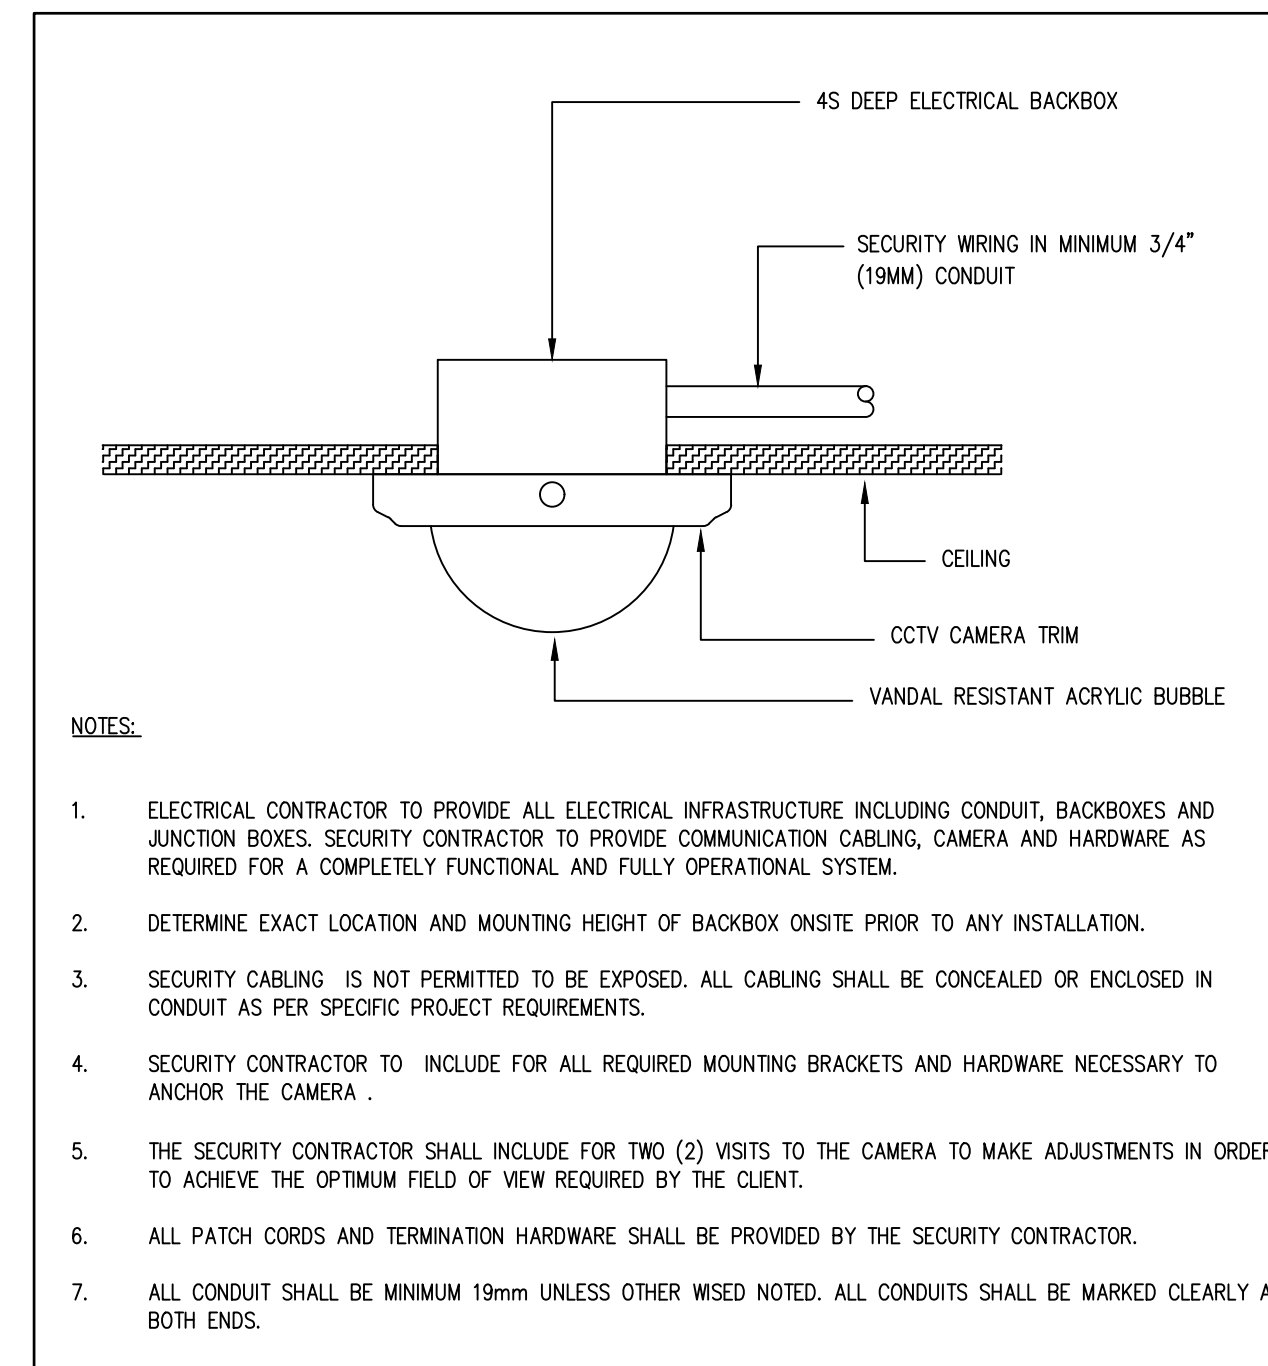 4S DEEP ELECTRICAL BACKBOX
SECURITY WIRING IN MINIMUM 3/4"
(19MM) CONDUIT
CEILING
CCTV CAMERA TRIM
VANDAL RESISTANT ACRYLIC BUBBLE
NOTES:
1. ELECTRICAL CONTRACTOR TO PROVIDE ALL ELECTRICAL INFRASTRUCTURE INCLUDING CONDUIT, BACKBOXES AND
JUNCTION BOXES. SECURITY CONTRACTOR TO PROVIDE COMMUNICATION CABLING, CAMERA AND HARDWARE AS
REQUIRED FOR A COMPLETELY FUNCTIONAL AND FULLY OPERATIONAL SYSTEM.
2. DETERMINE EXACT LOCATION AND MOUNTING HEIGHT OF BACKBOX ONSITE PRIOR TO ANY INSTALLATION.
3. SECURITY CABLING IS NOT PERMITTED TO BE EXPOSED. ALL CABLING SHALL BE CONCEALED OR ENCLOSED IN
CONDUIT AS PER SPECIFIC PROJECT REQUIREMENTS.
4. SECURITY CONTRACTOR TO INCLUDE FOR ALL REQUIRED MOUNTING BRACKETS AND HARDWARE NECESSARY TO
ANCHOR THE CAMERA .
5. THE SECURITY CONTRACTOR SHALL INCLUDE FOR TWO (2) VISITS TO THE CAMERA TO MAKE ADJUSTMENTS IN ORDER
TO ACHIEVE THE OPTIMUM FIELD OF VIEW REQUIRED BY THE CLIENT.
6. ALL PATCH CORDS AND TERMINATION HARDWARE SHALL BE PROVIDED BY THE SECURITY CONTRACTOR.
7. ALL CONDUIT SHALL BE MINIMUM 19mm UNLESS OTHER WISED NOTED. ALL CONDUITS SHALL BE MARKED CLEARLY
BOTH ENDS.